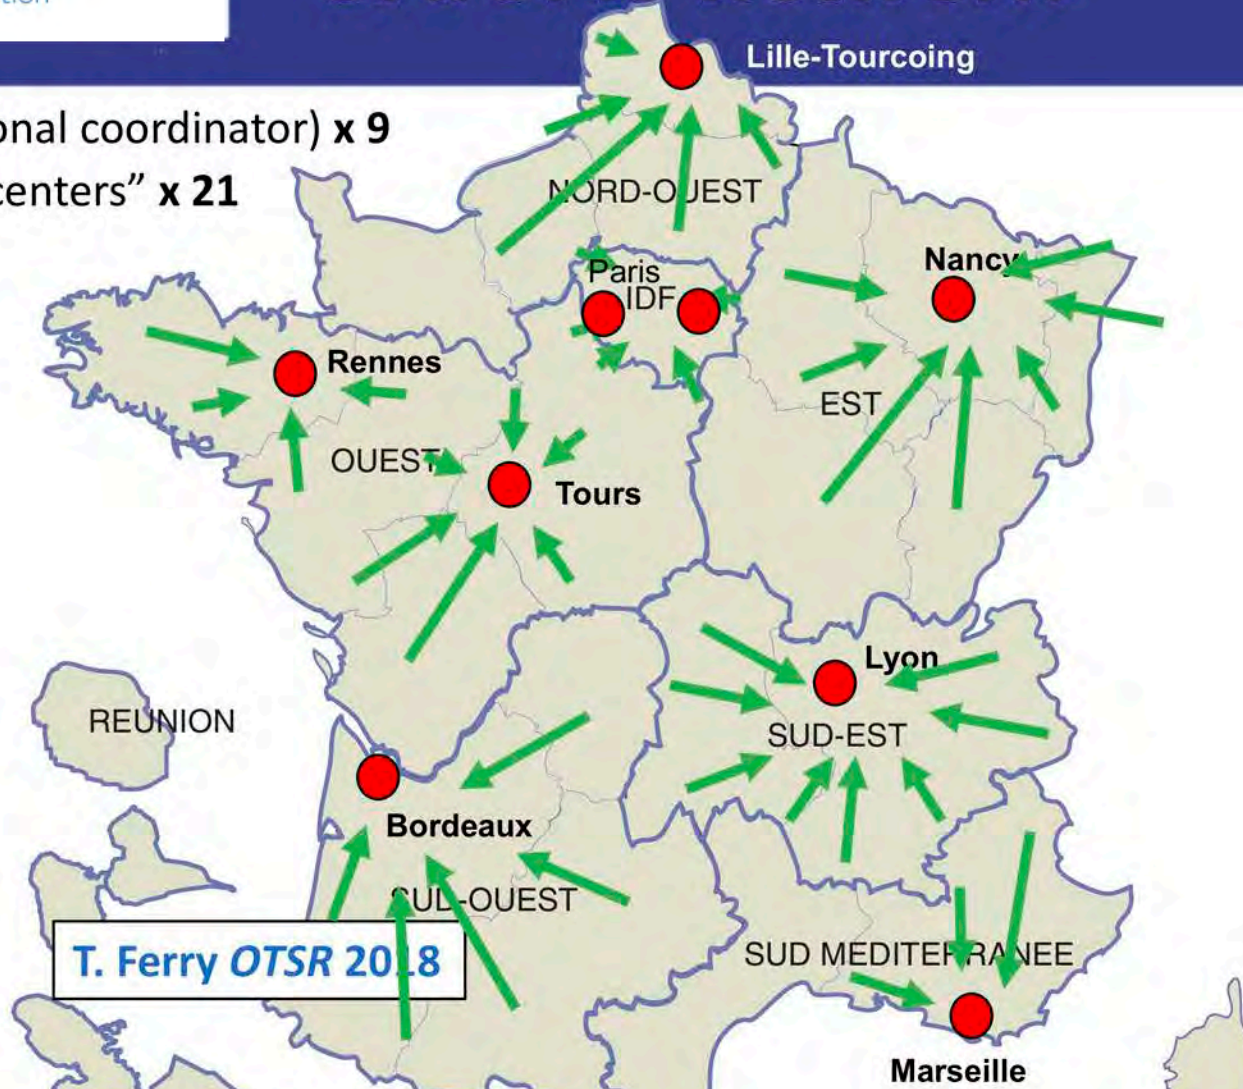 Lille-Tourcoing
onal coordinator) x 9
centers” x 21
NORD-OUEST
Nancy
Paris
IDF
Rennes
EST
OUEST
Tours
Lyon
REUNION
SUD-EST
Bordeaux
SUD-OUEST
T. Ferry OTSR 2018
SUD MEDITERRANEE
Marseille